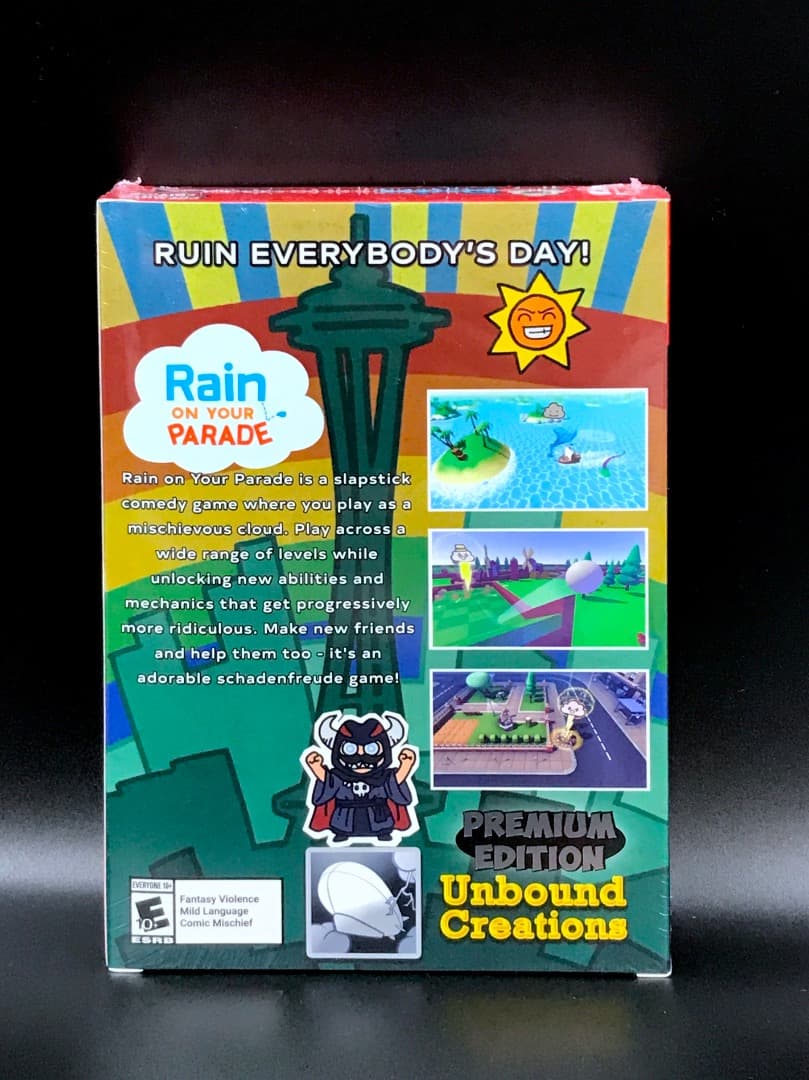 RUIN EVERYBODY'S DAY!
Rain
ON YOUR
PARADE
Rain on Your Parade is a slapstick
comedy game where you play as a
mischievous cloud. Play across a
wide range of levels while
unlocking new abilities and
mechanics that get progressively
more ridiculous. Make new friends
and help them too - it's an
adorable schadenfreude game!
PREMIUM
EDITION
Unbound
Creations
EVERYONE 10+
E
10+
ESRB
Fantasy Violence
Mild Language
Comic Mischief